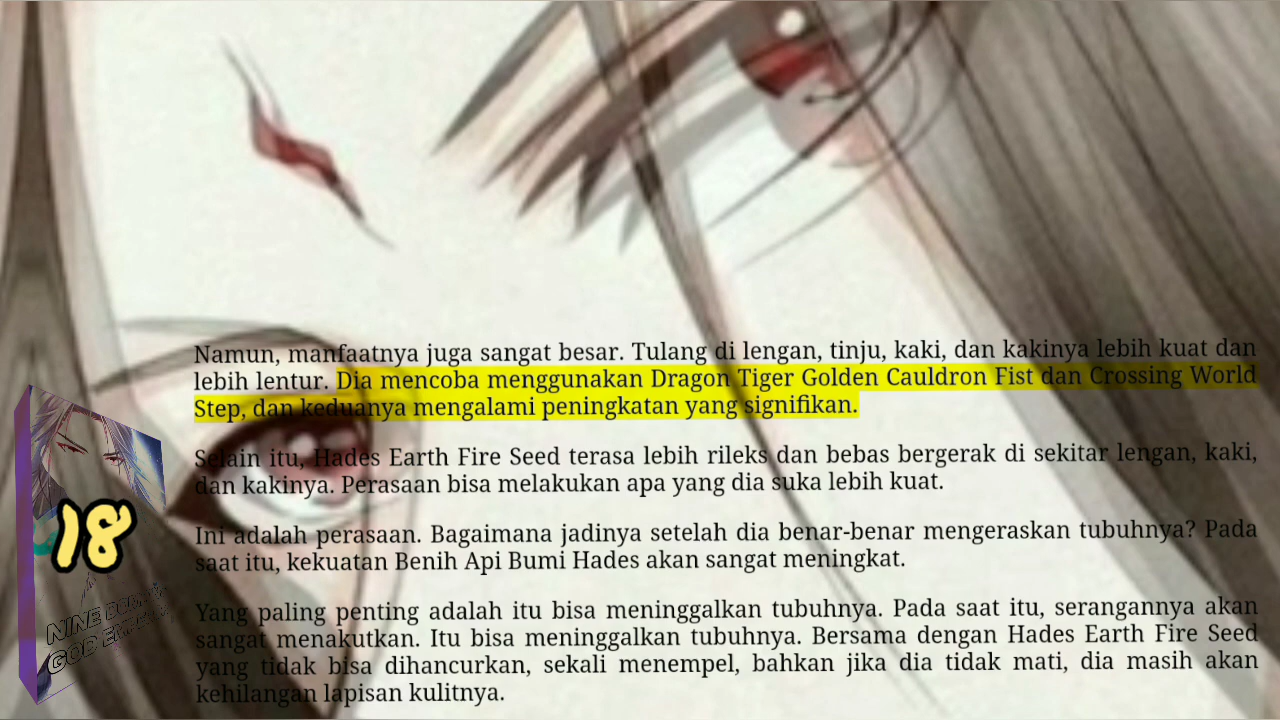 Namun, manfaatnya juga sangat besar. Tulang di lengan, tinju, kaki, dan kakinya lebih kuat dan
lebih lentur. Dia mencoba menggunakan Dragon Tiger Golden Cauldron Fist dan Crossing World
Step, dan keduanya mengalami peningkatan yang signifikan.
Selain itu, Hades Earth Fire Seed terasa lebih rileks dan bebas bergerak di sekitar lengan, kaki,
dan kakinya. Perasaan bisa melakukan apa yang dia suka lebih kuat.
Ini adalah perasaan. Bagaimana jadinya setelah dia benar-benar mengeraskan tubuhnya? Pada
saat itu, kekuatan Benih Api Bumi Hades akan sangat meningkat.
Yang paling penting adalah itu bisa meninggalkan tubuhnya. Pada saat itu, serangannya akan
sangat menakutkan. Itu bisa meninggalkan tubuhnya. Bersama dengan Hades Earth Fire Seed
yang tidak bisa dihancurkan, sekali menempel, bahkan jika dia tidak mati, dia masih akan
kehilangan lapisan kulitnya.
18
NINE
GOD